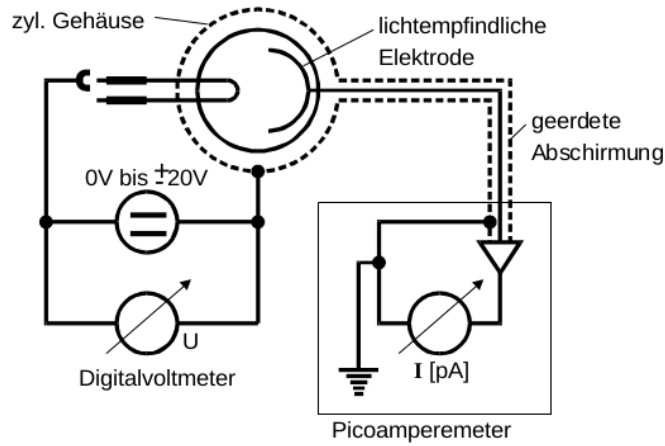 zyl. Gehäuse
lichtempfindliche
Elektrode
geerdete
Abschirmung
0V bis ±20V
U
Digitalvoltmeter
I [pA]
Picoamperemeter